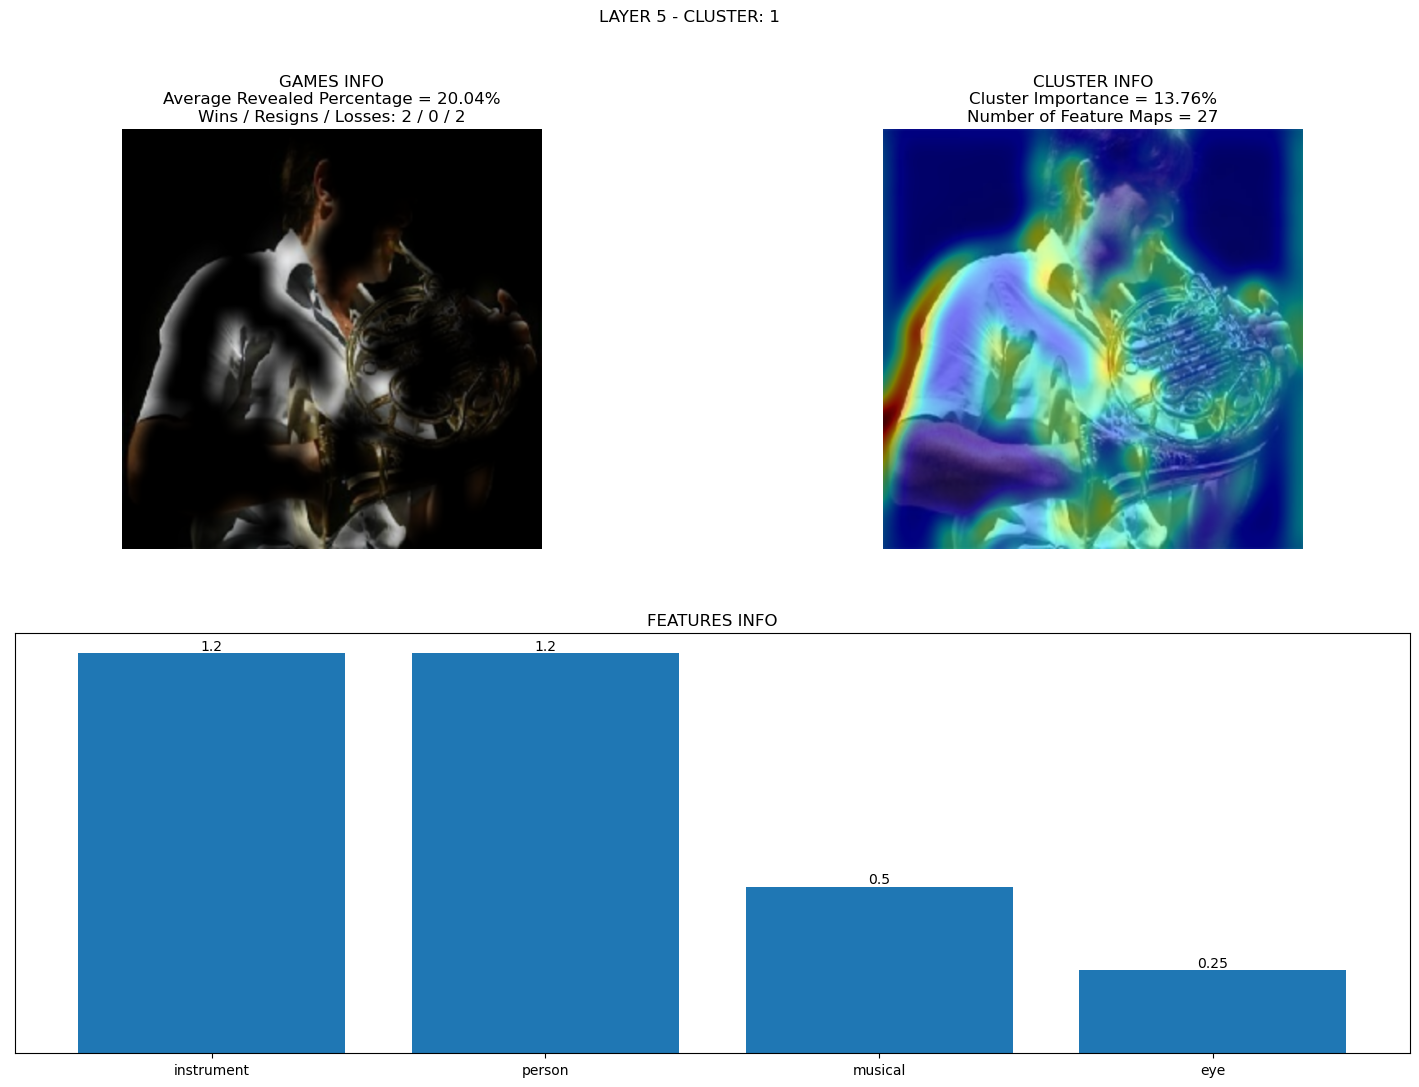 LAYER 5 - CLUSTER: 1
GAMES INFO
Average Revealed Percentage = 20.04%
Wins / Resigns / Losses: 2 / 0 / 2
CLUSTER INFO
Cluster Importance = 13.76%
Number of Feature Maps = 27
FEATURES INFO
1.2
1.2
0.5
0.25
instrument
person
musical
eye